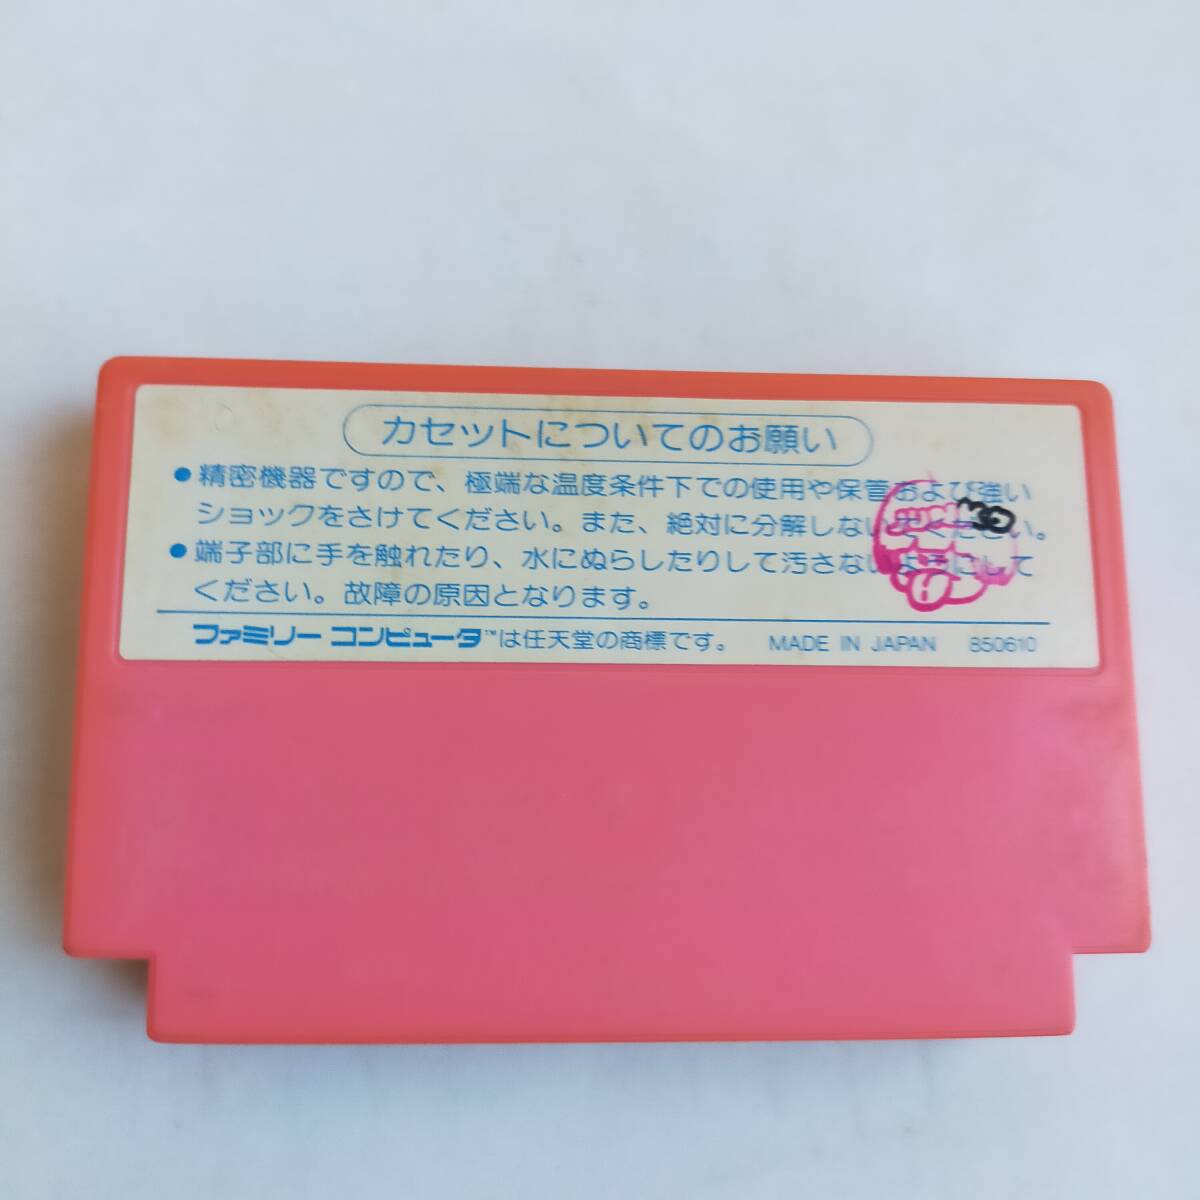 カセットについてのお願い
●精密機器ですので、極端な温度条件下での使用や保管および強い
ショックをさけてください。また、絶対に分解しないでください。
●端子部に手を触れたり、水にぬらしたりして汚さないようにして
ください。故障の原因となります。
ファミリー コンピュータ™は任天堂の商標です。 MADE IN JAPAN 850610